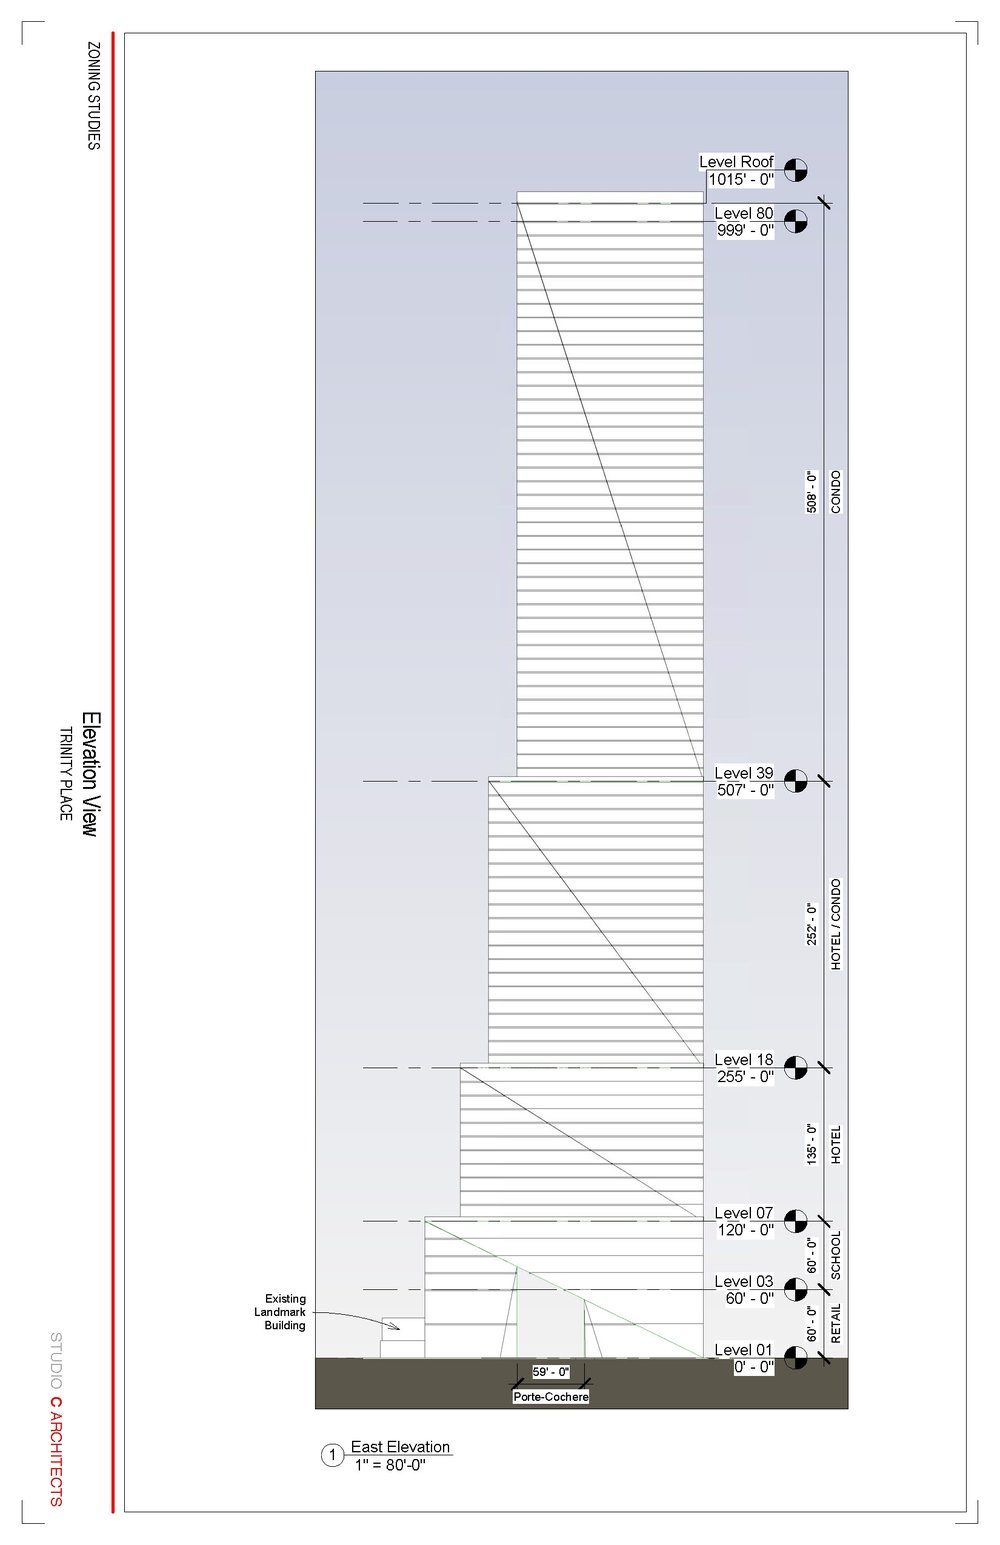 ZONING STUDIES
Elevation View
TRINITY PLACE
STUDIO C ARCHITECTS
Level Roof
1015' - 0"
Level 80
999' - 0"
508' - 0"
CONDO
Level 39
507' - 0"
252' - 0"
HOTEL / CONDO
Level 18
255' - 0"
135' - 0"
HOTEL
Level 07
120' - 0"
60' - 0"
SCHOOL
Level 03
60' - 0"
60' - 0"
RETAIL
Level 01
0' - 0"
Existing
Landmark
Building
59' - 0"
Porte-Cochere
1
East Elevation
1" = 80'-0"